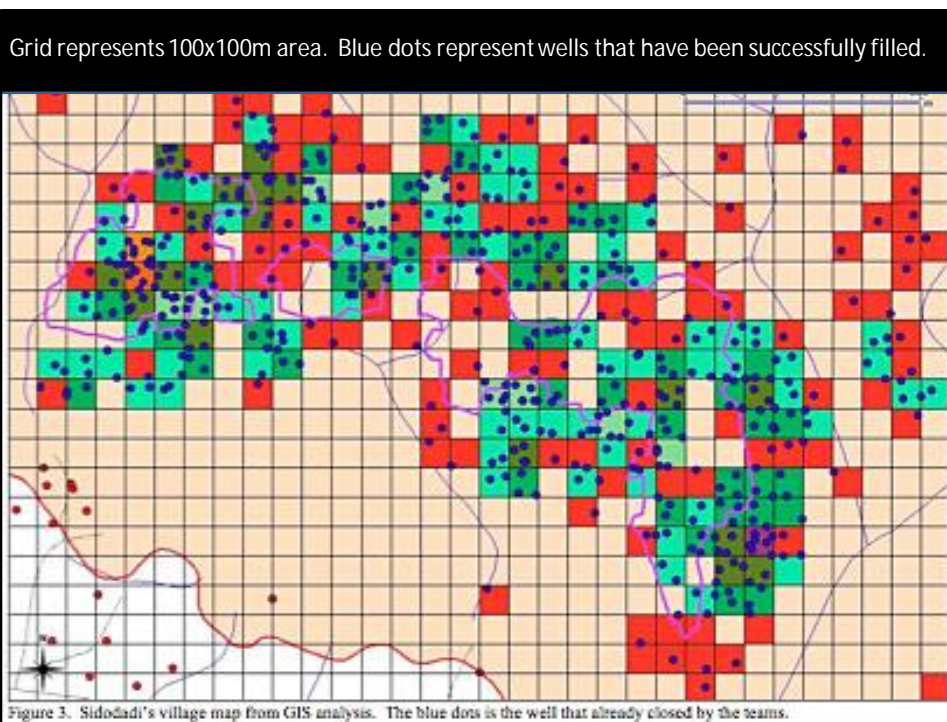 Grid represents 100x100m area. Blue dots represent wells that have been successfully filled.
N
Figure 3. Sidodadi's village map from GIS analysis. The blue dots is the well that already closed by the teams.